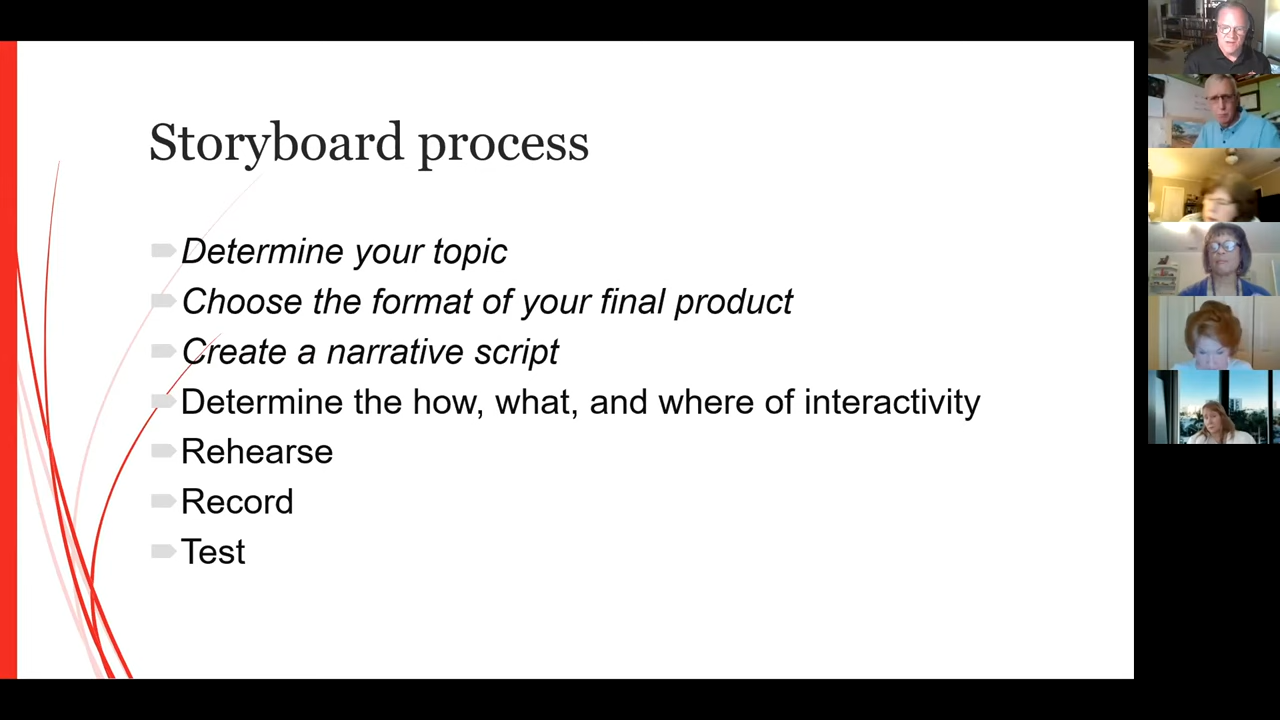 Storyboard process
Determine your topic
Choose the format of your final product
Create a narrative script
Determine the how, what, and where of interactivity
Rehearse
Record
Test